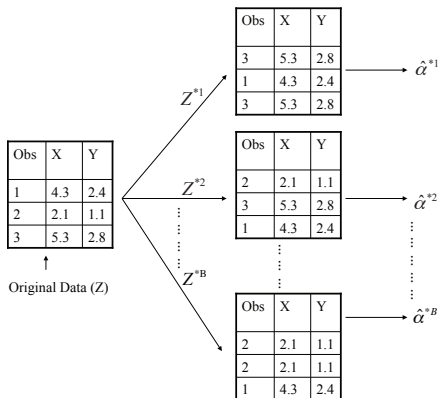 Obs X Y
1 4.3 2.4
2 2.1 1.1
3 5.3 2.8
Original Data (Z)
Z*1
Obs X Y
3 5.3 2.8
1 4.3 2.4
3 5.3 2.8
α̂*1
Z*2
Obs X Y
2 2.1 1.1
3 5.3 2.8
1 4.3 2.4
α̂*2
Z*B
Obs X Y
2 2.1 1.1
2 2.1 1.1
1 4.3 2.4
α̂*B